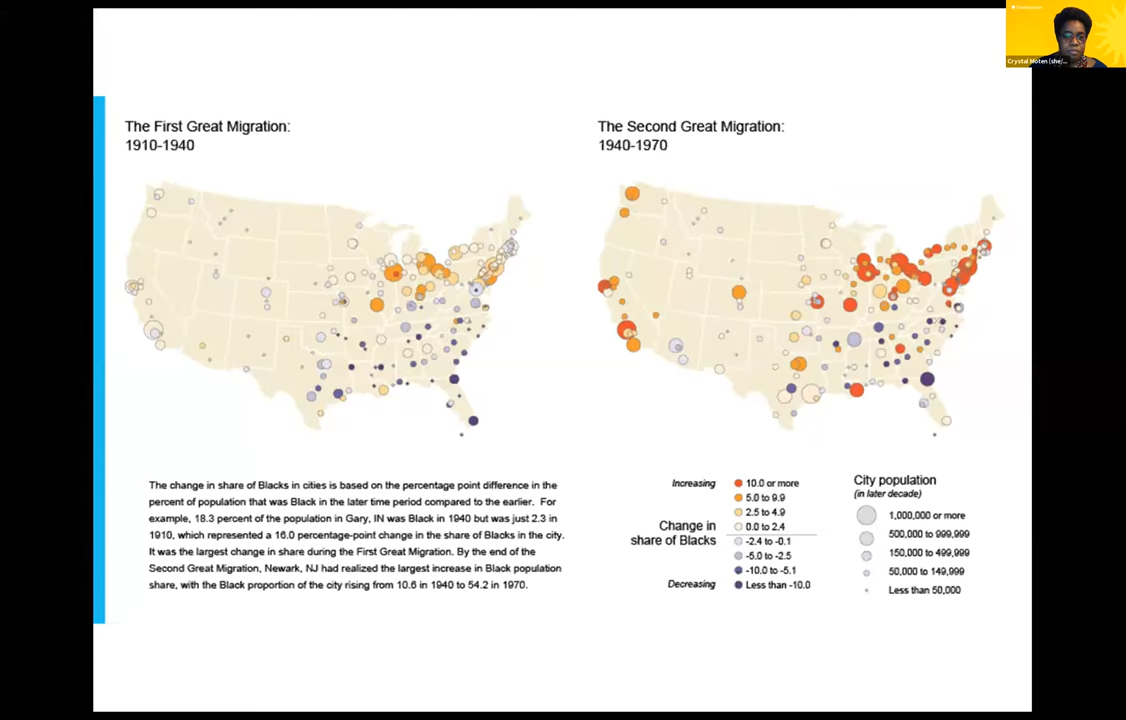 Smithsonian
Crystal Moten (she/...
The First Great Migration:
1910-1940
The Second Great Migration:
1940-1970
The change in share of Blacks in cities is based on the percentage point difference in the
percent of population that was Black in the later time period compared to the earlier. For
example, 18.3 percent of the population in Gary, IN was Black in 1940 but was just 2.3 in
1910, which represented a 16.0 percentage-point change in the share of Blacks in the city.
It was the largest change in share during the First Great Migration. By the end of the
Second Great Migration, Newark, NJ had realized the largest increase in Black population
share, with the Black proportion of the city rising from 10.6 in 1940 to 54.2 in 1970.
Increasing
Change in
share of Blacks
Decreasing
10.0 or more
5.0 to 9.9
2.5 to 4.9
0.0 to 2.4
-2.4 to -0.1
-5.0 to -2.5
-10.0 to -5.1
Less than -10.0
City population
(in later decade)
1,000,000 or more
500,000 to 999,999
150,000 to 499,999
50,000 to 149,999
Less than 50,000